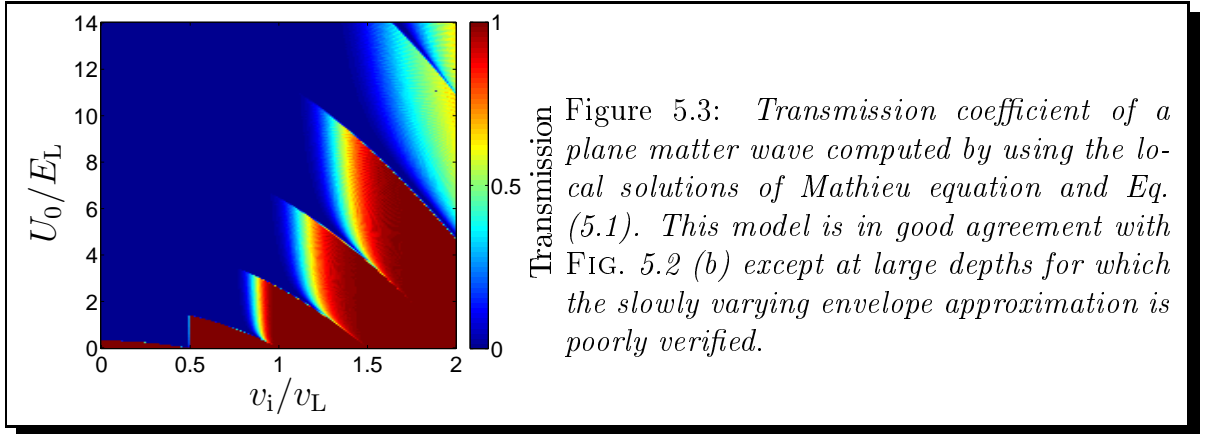 14
12
10
8
6
4
2
0
U₀/E_L
0
0.5
1
1.5
2
v_i/v_L
1
0.5
0
Transmission
Figure 5.3: Transmission coefficient of a
plane matter wave computed by using the lo-
cal solutions of Mathieu equation and Eq.
(5.1). This model is in good agreement with
FIG. 5.2 (b) except at large depths for which
the slowly varying envelope approximation is
poorly verified.